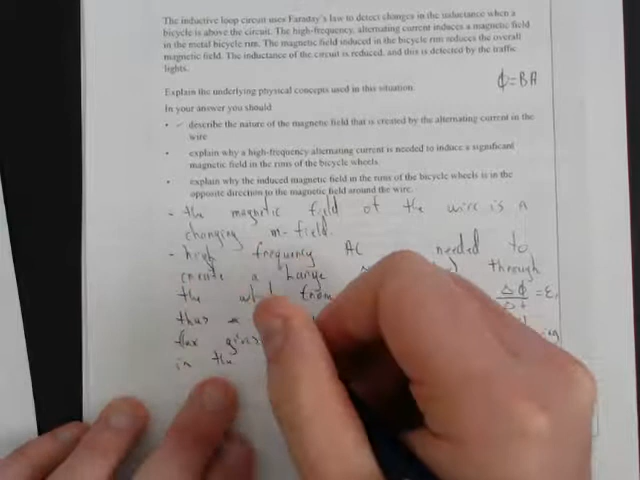 The inductive loop circuit uses Faraday's law to detect changes in the inductance when a
bicycle is above the circuit. The high-frequency, alternating current induces a magnetic field
in the metal bicycle rim. The magnetic field induced in the bicycle rim reduces the overall
magnetic field. The inductance of the circuit is reduced, and this is detected by the traffic
lights.
Explain the underlying physical concepts used in this situation.
ϕ=BA
In your answer you should:
• describe the nature of the magnetic field that is created by the alternating current in the
wire
• explain why a high-frequency alternating current is needed to induce a significant
magnetic field in the rims of the bicycle wheels.
• explain why the induced magnetic field in the rims of the bicycle wheels is in the
opposite direction to the magnetic field around the wire.
- the magnetic field of the wire is a
changing m-field.
- high frequency AC needed to
create a through
the Δϕ/Δt = ε
thus
flux gives
in the